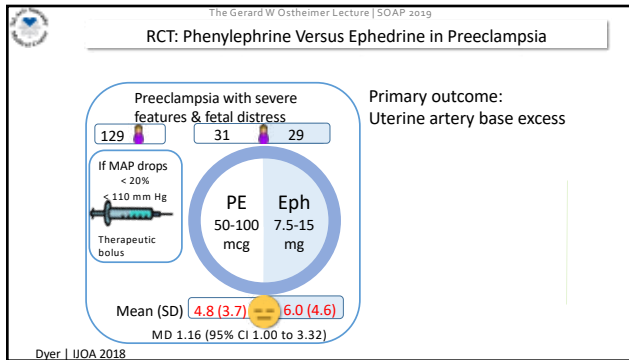 The Gerard W Ostheimer Lecture | SOAP 2019
RCT: Phenylephrine Versus Ephedrine in Preeclampsia
Preeclampsia with severe
features & fetal distress
129
31
29
If MAP drops
< 20%
< 110 mm Hg
Therapeutic
bolus
PE
50-100
mcg
Eph
7.5-15
mg
Mean (SD)
4.8 (3.7)
6.0 (4.6)
MD 1.16 (95% CI 1.00 to 3.32)
Primary outcome:
Uterine artery base excess
Dyer | IJOA 2018